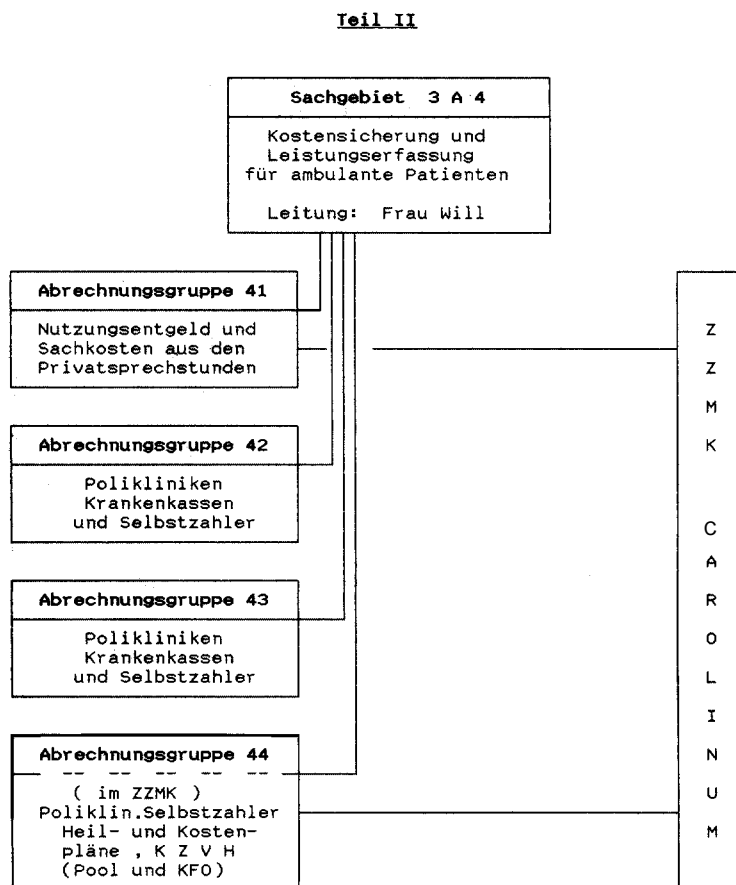 Teil II
Sachgebiet 3 A 4
Kostensicherung und
Leistungserfassung
für ambulante Patienten
Leitung: Frau Will
Abrechnungsgruppe 41
Nutzungsentgeld und
Sachkosten aus den
Privatsprechstunden
Abrechnungsgruppe 42
Polikliniken
Krankenkassen
und Selbstzahler
Abrechnungsgruppe 43
Polikliniken
Krankenkassen
und Selbstzahler
Abrechnungsgruppe 44
( im ZZMK )
Poliklin.Selbstzahler
Heil- und Kosten-
pläne , K Z V H
(Pool und KFO)
Z
Z
M
K
C
A
R
O
L
I
N
U
M